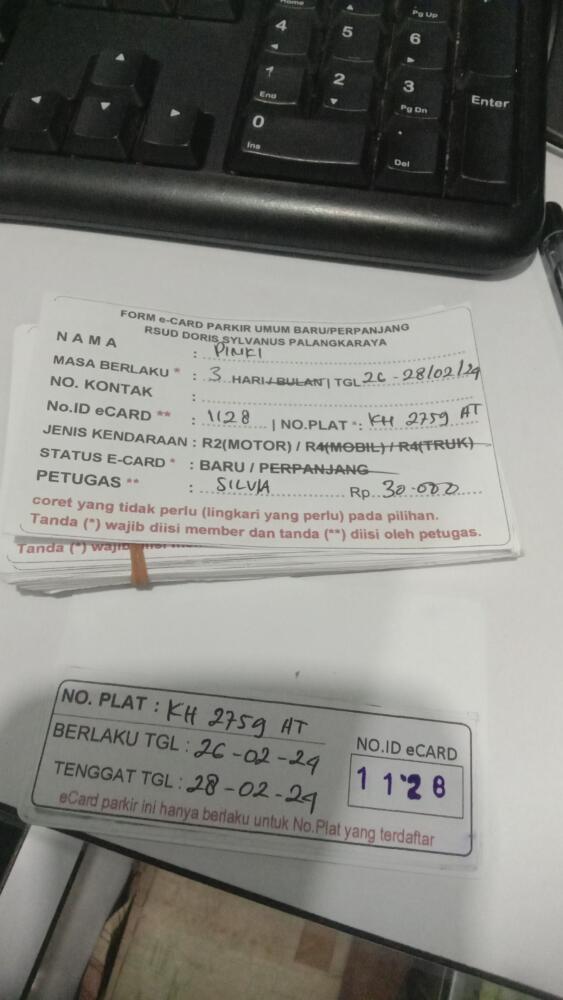 Home
Pg Up
4
5
6
1
End
2
3
Pg Dn
Enter
0
Ins
.
Del
FORM e-CARD PARKIR UMUM BARU/PERPANJANG
RSUD DORIS SYLVANUS PALANGKARAYA
NAMA : PINKI
MASA BERLAKU * : 3 HARI / BULAN | TGL 26 - 28/02/24
NO. KONTAK :
No.ID eCARD ** : 1128 | NO.PLAT *: KH 2759 AT
JENIS KENDARAAN : R2(MOTOR) / R4(MOBIL) / R4(TRUK)
STATUS E-CARD * : BARU / PERPANJANG
PETUGAS ** : SILVIA Rp. 30.000
coret yang tidak perlu (lingkari yang perlu) pada pilihan.
Tanda (*) wajib diisi member dan tanda (**) diisi oleh petugas.
Tanda (*) wajib
NO. PLAT : KH 2759 AT
BERLAKU TGL : 26-02-24
TENGGAT TGL : 28-02-24
NO.ID eCARD
1128
eCard parkir ini hanya berlaku untuk No.Plat yang terdaftar